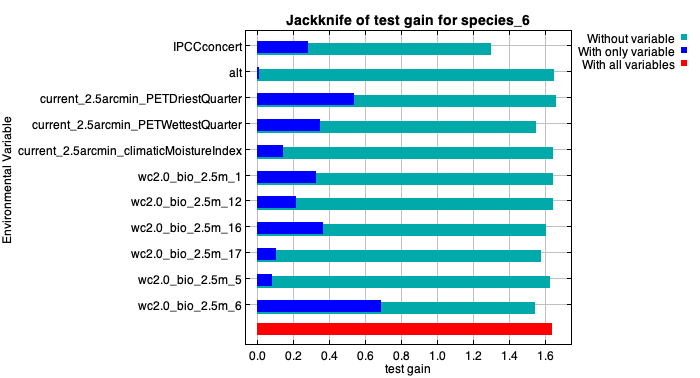 Jackknife of test gain for species_6
Without variable
With only variable
With all variables
Environmental Variable
IPCCconcert
alt
current_2.5arcmin_PETDriestQuarter
current_2.5arcmin_PETWettestQuarter
current_2.5arcmin_climaticMoistureIndex
wc2.0_bio_2.5m_1
wc2.0_bio_2.5m_12
wc2.0_bio_2.5m_16
wc2.0_bio_2.5m_17
wc2.0_bio_2.5m_5
wc2.0_bio_2.5m_6
0.0 0.2 0.4 0.6 0.8 1.0 1.2 1.4 1.6
test gain